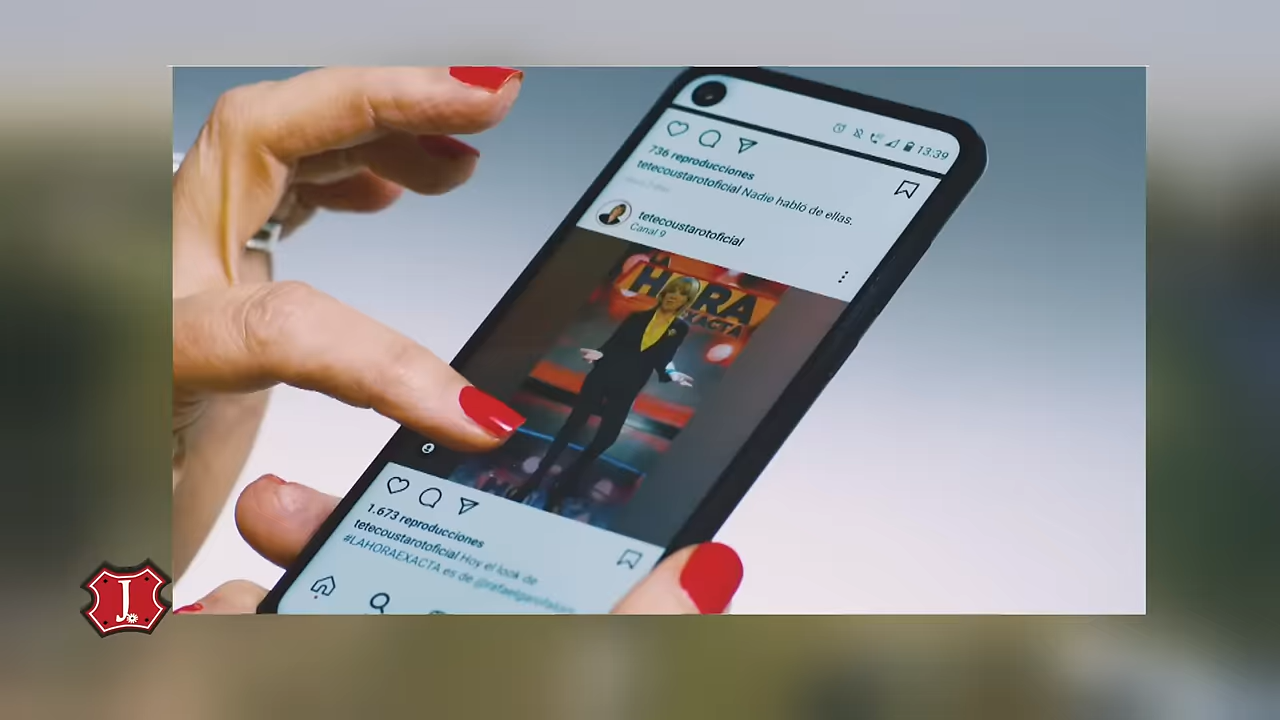 13:39
736 reproducciones
tetecoustarotoficial Nadie habló de ellas.
tetecoustarotoficial
Canal 9
LA
HORA
EXACTA
1.673 reproducciones
tetecoustarotoficial Hoy el look de
#LAHORAEXACTA es de
J.